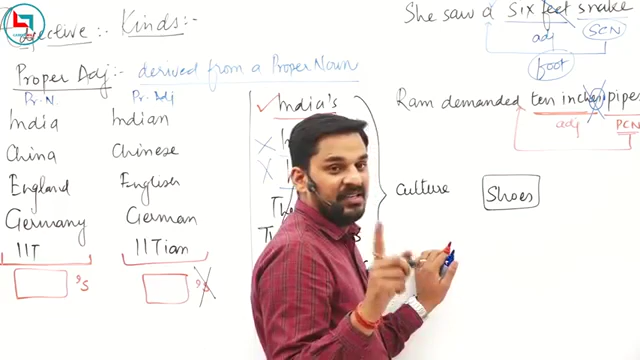 Adjective :- Kinds :-
Proper Adj :- derived from a Proper Noun
Pr. N. Pr. Adj
India Indian
China Chinese
England English
Germany German
IIT IITian
's 's
India's
culture
Shoes
She saw a six feet snake
adj SCN
foot
Ram demanded ten inches pipes
adj PCN